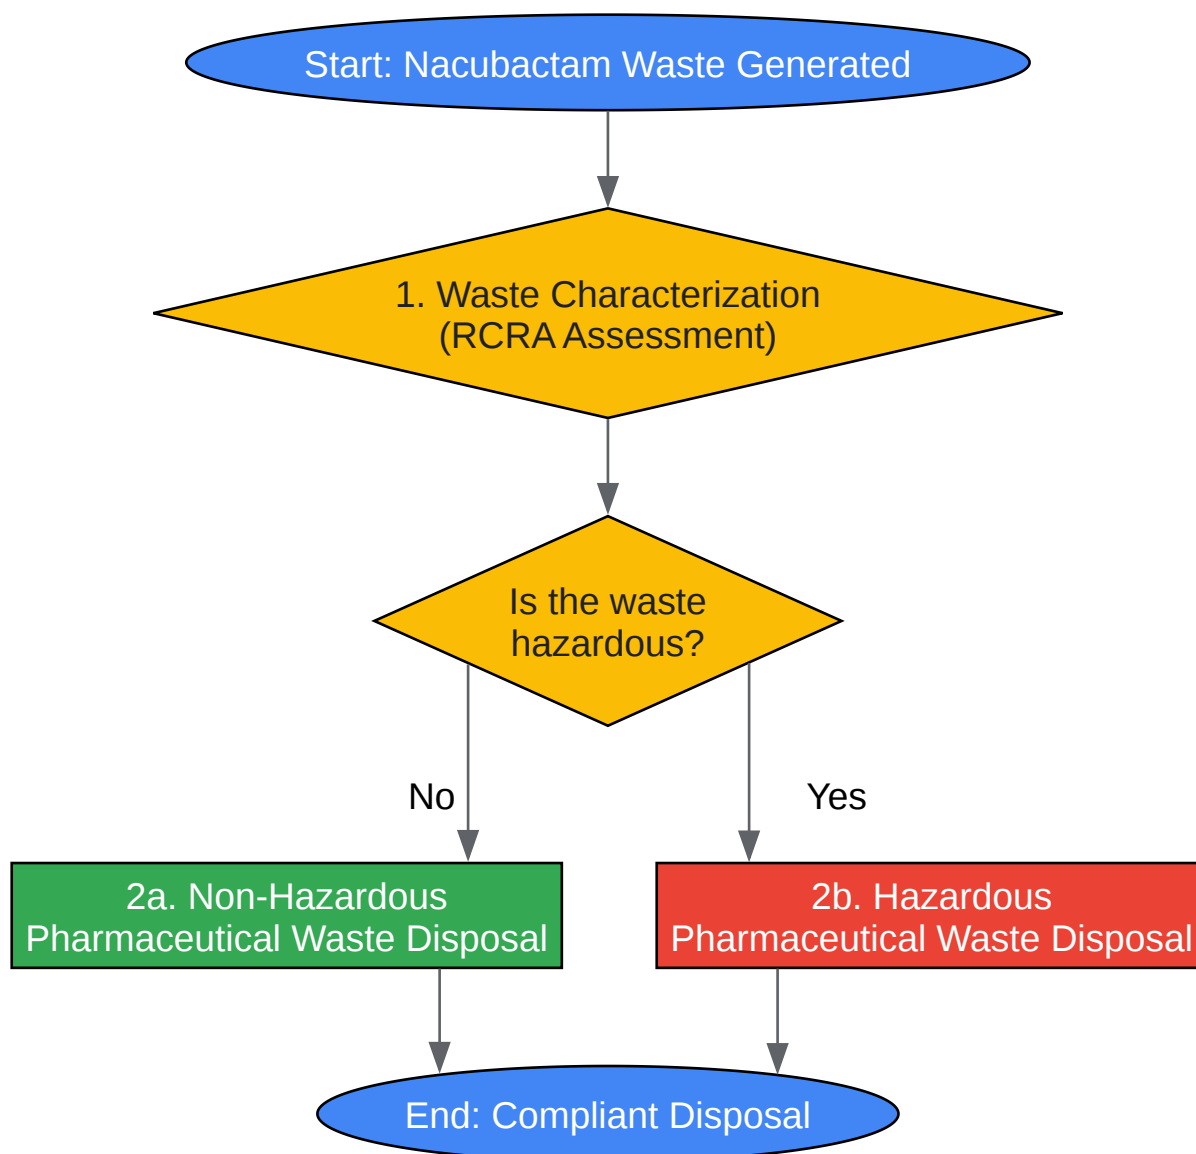 Start: Nacubactam Waste Generated
1. Waste Characterization
(RCRA Assessment)
Is the waste
hazardous?
No
Yes
2a. Non-Hazardous
Pharmaceutical Waste Disposal
2b. Hazardous
Pharmaceutical Waste Disposal
End: Compliant Disposal